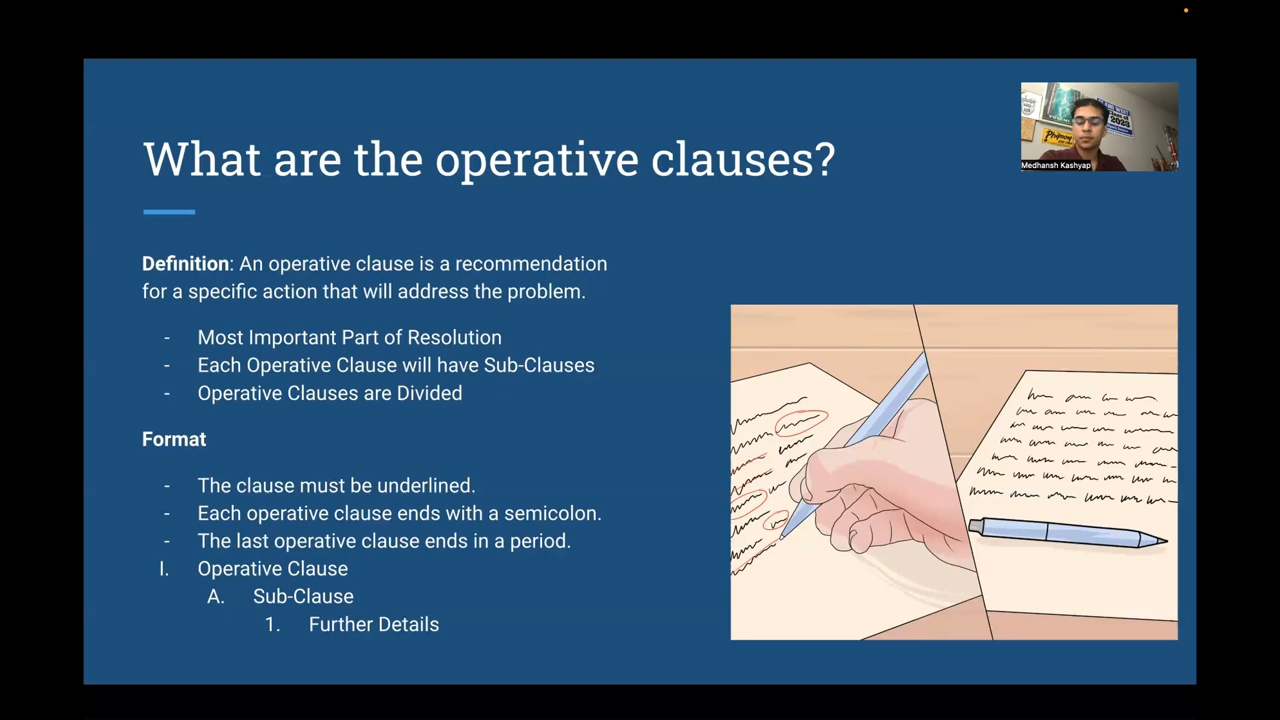 What are the operative clauses?
Medhansh Kashyap
Definition: An operative clause is a recommendation
for a specific action that will address the problem.
- Most Important Part of Resolution
- Each Operative Clause will have Sub-Clauses
- Operative Clauses are Divided
Format
- The clause must be underlined.
- Each operative clause ends with a semicolon.
- The last operative clause ends in a period.
I. Operative Clause
A. Sub-Clause
1. Further Details